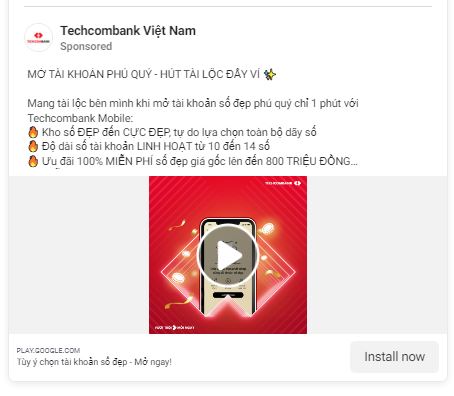 Techcombank Việt Nam
Sponsored
MỞ TÀI KHOẢN PHÚ QUÝ - HÚT TÀI LỘC ĐẦY VÍ ✨
Mang tài lộc bên mình khi mở tài khoản số đẹp phú quý chỉ 1 phút với
Techcombank Mobile:
🔥 Kho số ĐẸP đến CỰC ĐẸP, tự do lựa chọn toàn bộ dãy số
🔥 Độ dài số tài khoản LINH HOẠT từ 10 đến 14 số
🔥 Ưu đãi 100% MIỄN PHÍ số đẹp giá gốc lên đến 800 TRIỆU ĐỒNG...
TECHCOMBANK
VƯỢT TRỘI MỖI NGÀY
PLAY.GOOGLE.COM
Tùy ý chọn tài khoản số đẹp - Mở ngay!
Install now